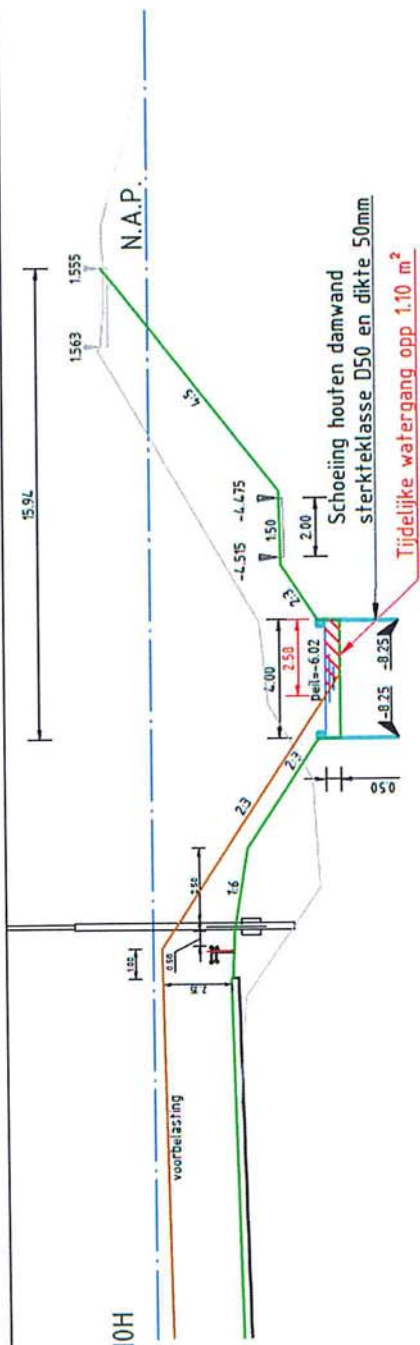 15.94
1.563
1.555
N.A.P.
4:5
-4.475
-4.515
1:50
2.00
2:3
4.00
2.58
peil=-6.02
-8.25
-8.25
0.50
Schoeiing houten damwand
sterkteklasse D50 en dikte 50mm
Tijdelijke watergang opp 1.10 m²
2:3
2:3
1:6
1.00
0.50
voorbelasting
10H